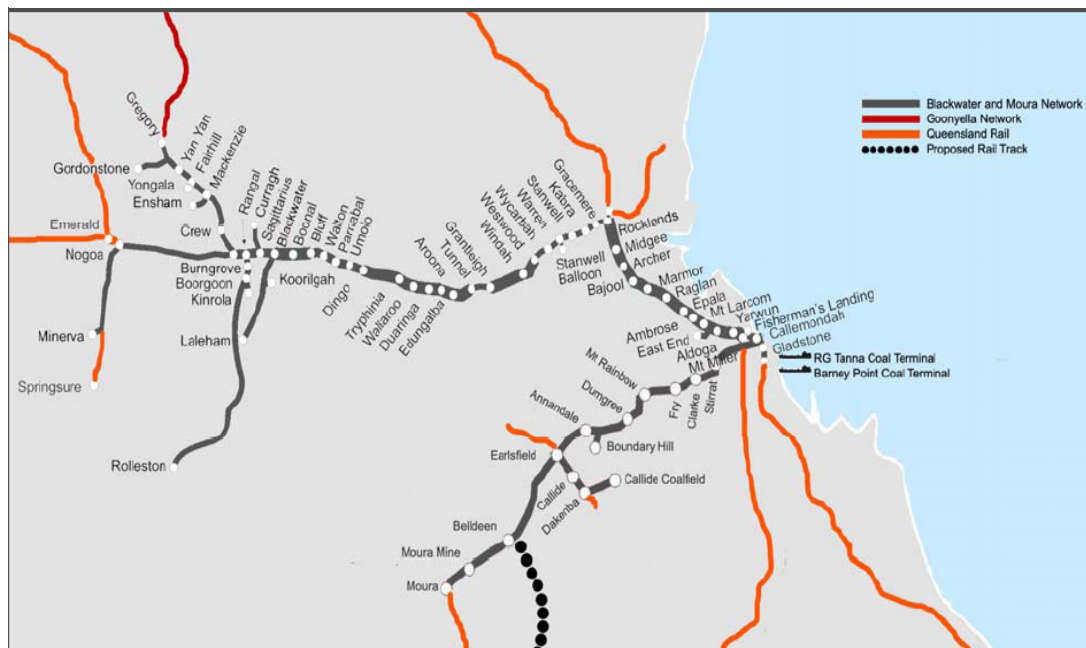 Blackwater and Moura Network
Goonyella Network
Queensland Rail
Proposed Rail Track
Gregory
Yan Yan
Fairhill
Mackenzie
Gordonstone
Yongala
Ensham
Crew
Rangal
Curragh
Sagittarius
Blackwater
Boonal
Bluff
Walton
Parnabal
Umolo
Emerald
Nogoa
Burngrove
Boorgoon
Kinrola
Koorilgah
Laleham
Minerva
Springsure
Rolleston
Dingo
Tryphinia
Wallaroo
Duaringa
Aroona
Edungalba
Tunnel
Grantleigh
Windah
Westwood
Wycarbah
Warren
Stanwell
Kabra
Gracemere
Stanwell
Balloon
Rocklands
Midgee
Archer
Bajool
Marmor
Raglan
Epala
Ambrose
Mt Larcom
East End
Aldoga
Yarwun
Fisherman's Landing
Callemondah
Gladstone
Mt Miller
RG Tanna Coal Terminal
Barney Point Coal Terminal
Stirrat
Clarke
Fry
Mt Rainbow
Dumgree
Annandale
Boundary Hill
Earlsfield
Callide
Dakenba
Callide Coalfield
Belldeen
Moura Mine
Moura